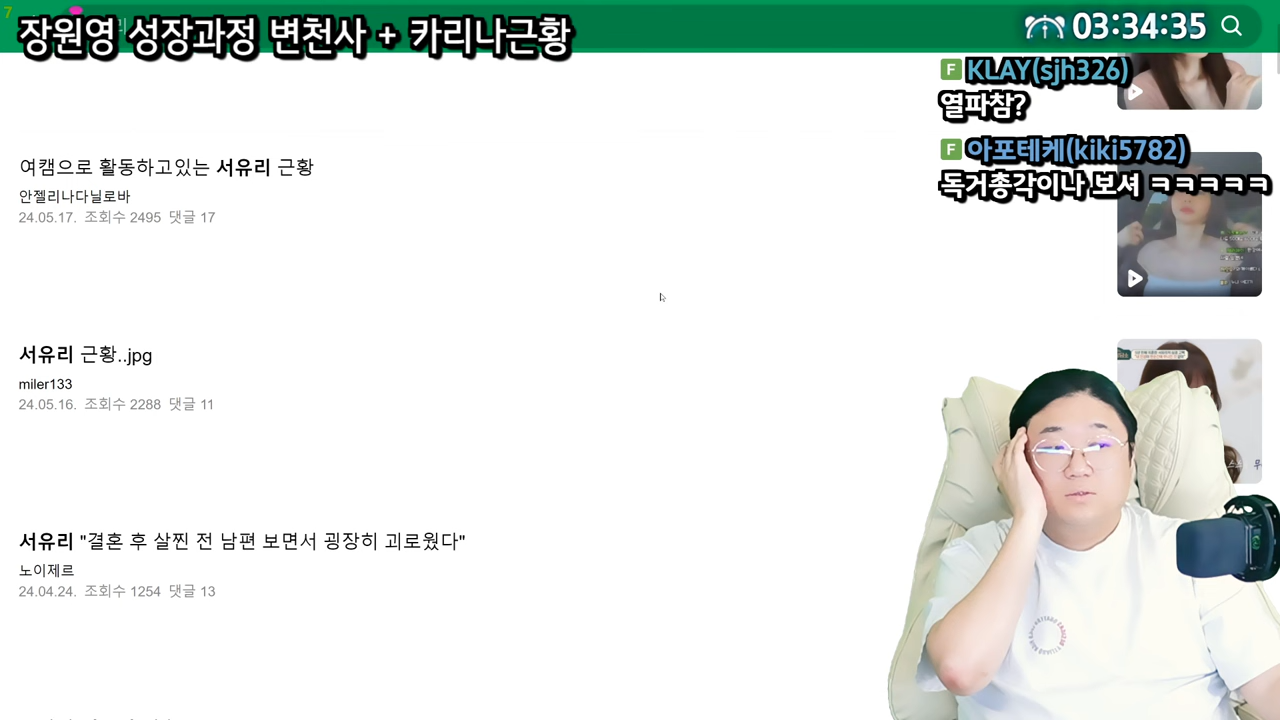 7
장원영 성장과정 변천사 + 카리나근황
03:34:35
KLAY(sjh326)
열파참?
아포테케(kiki5782)
독거총각이나 보셔 ㅋㅋㅋㅋㅋ
여캠으로 활동하고있는 서유리 근황
안젤리나다닐로바
24.05.17. 조회수 2495 댓글 17
서유리 근황..jpg
miler133
24.05.16. 조회수 2288 댓글 11
서유리 "결혼 후 살찐 전 남편 보면서 굉장히 괴로웠다"
노이제르
24.04.24. 조회수 1254 댓글 13